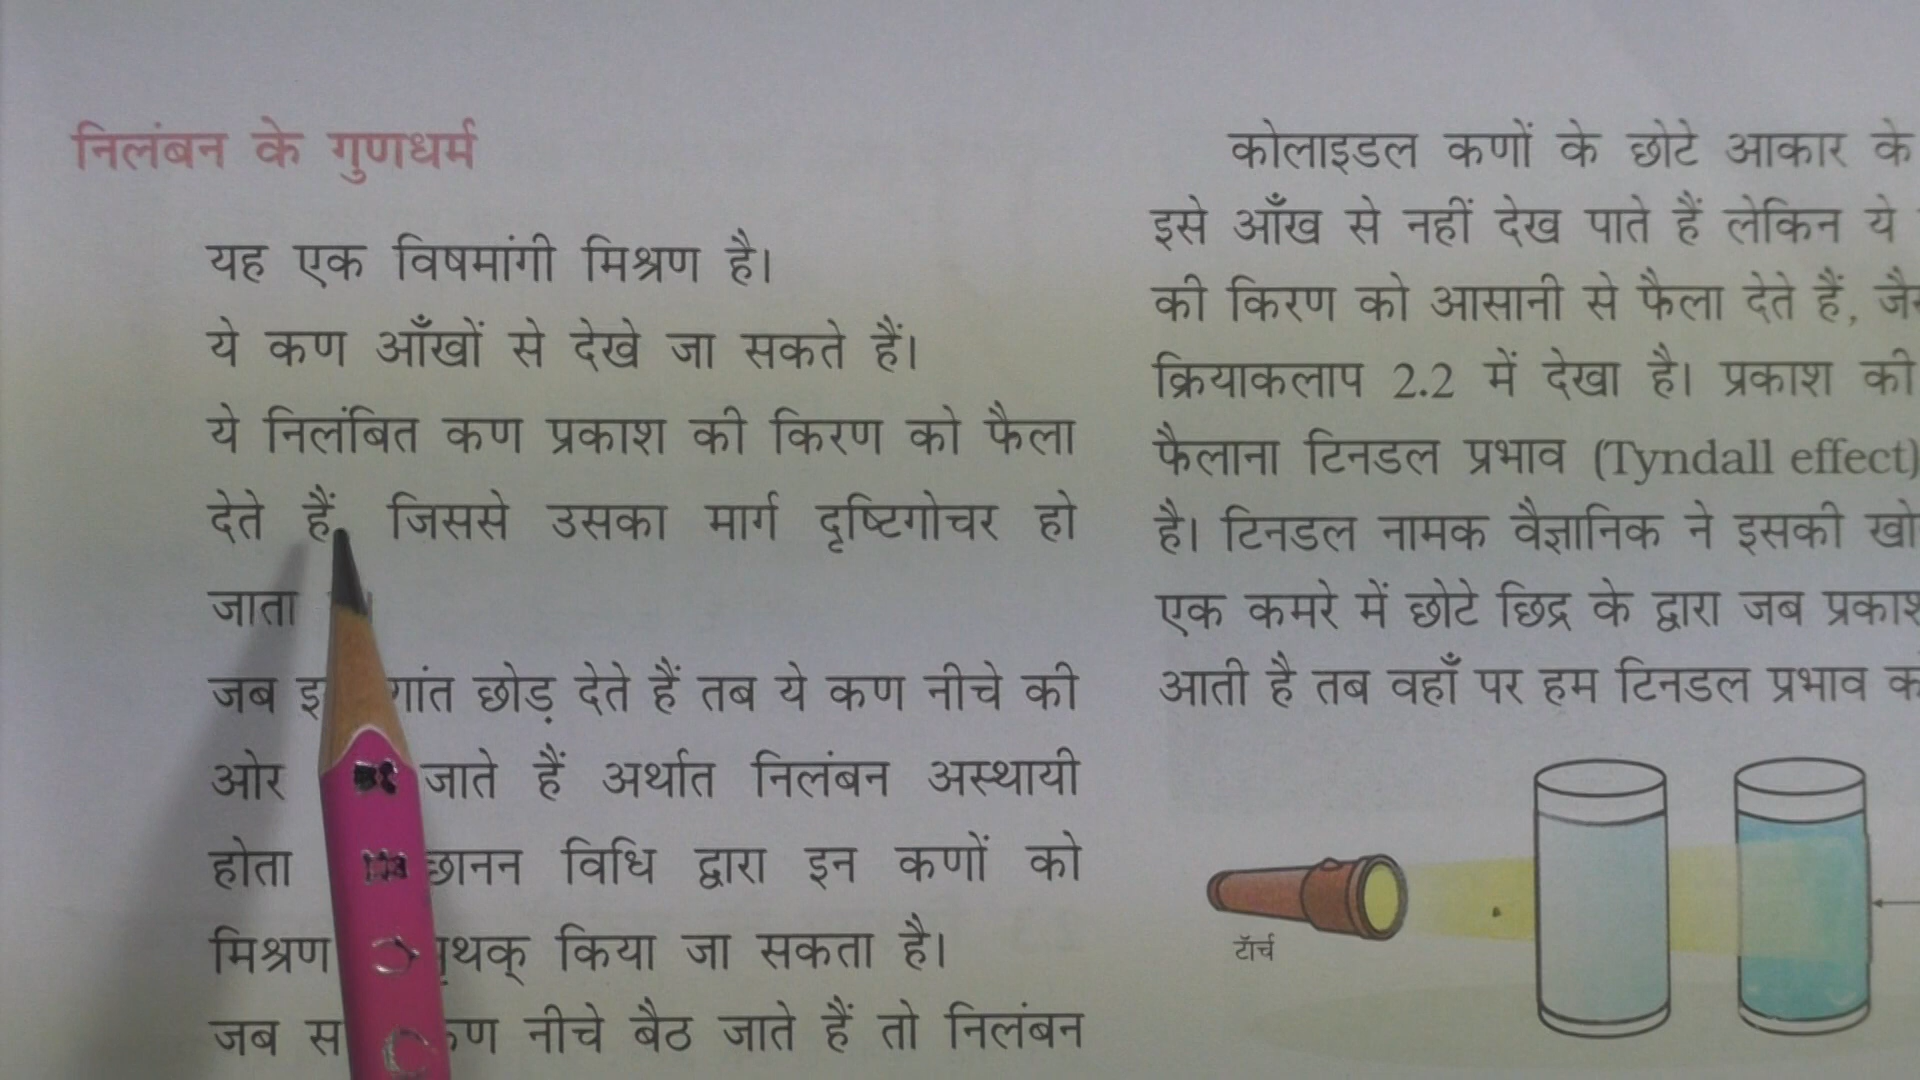 निलंबन के गुणधर्म
यह एक विषमांगी मिश्रण है।
ये कण आँखों से देखे जा सकते हैं।
ये निलंबित कण प्रकाश की किरण को फैला
देते हैं, जिससे उसका मार्ग दृष्टिगोचर हो
जाता
जब छोड़ देते हैं तब ये कण नीचे की
ओर जाते हैं अर्थात निलंबन अस्थायी
होता छानन विधि द्वारा इन कणों को
मिश्रण किया जा सकता है।
जब नीचे बैठ जाते हैं तो निलंबन
कोलाइडल कणों के छोटे आकार के
इसे आँख से नहीं देख पाते हैं लेकिन ये
की किरण को आसानी से फैला देते हैं,
क्रियाकलाप 2.2 में देखा है। प्रकाश की
फैलाना टिनडल प्रभाव (Tyndall effect)
है। टिनडल नामक वैज्ञानिक ने इसकी
एक कमरे में छोटे छिद्र के द्वारा जब प्रकाश
आती है तब वहाँ पर हम टिनडल प्रभाव
टॉर्च